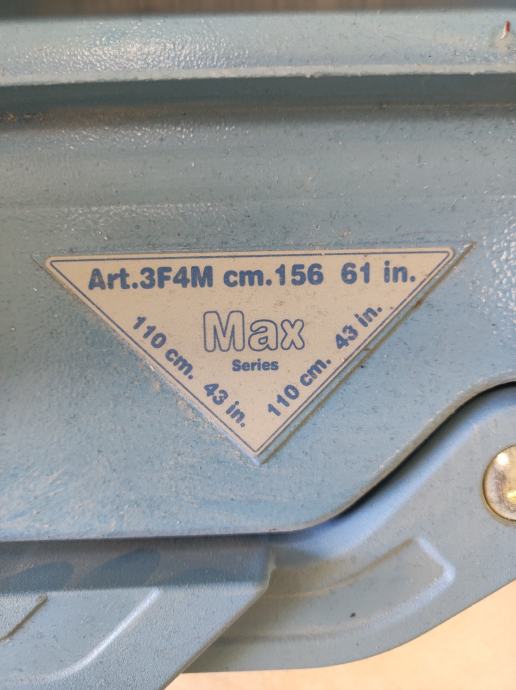 Art.3F4M cm.156 61 in.
Max
Series
110 cm. 43 in.
110 cm. 43 in.